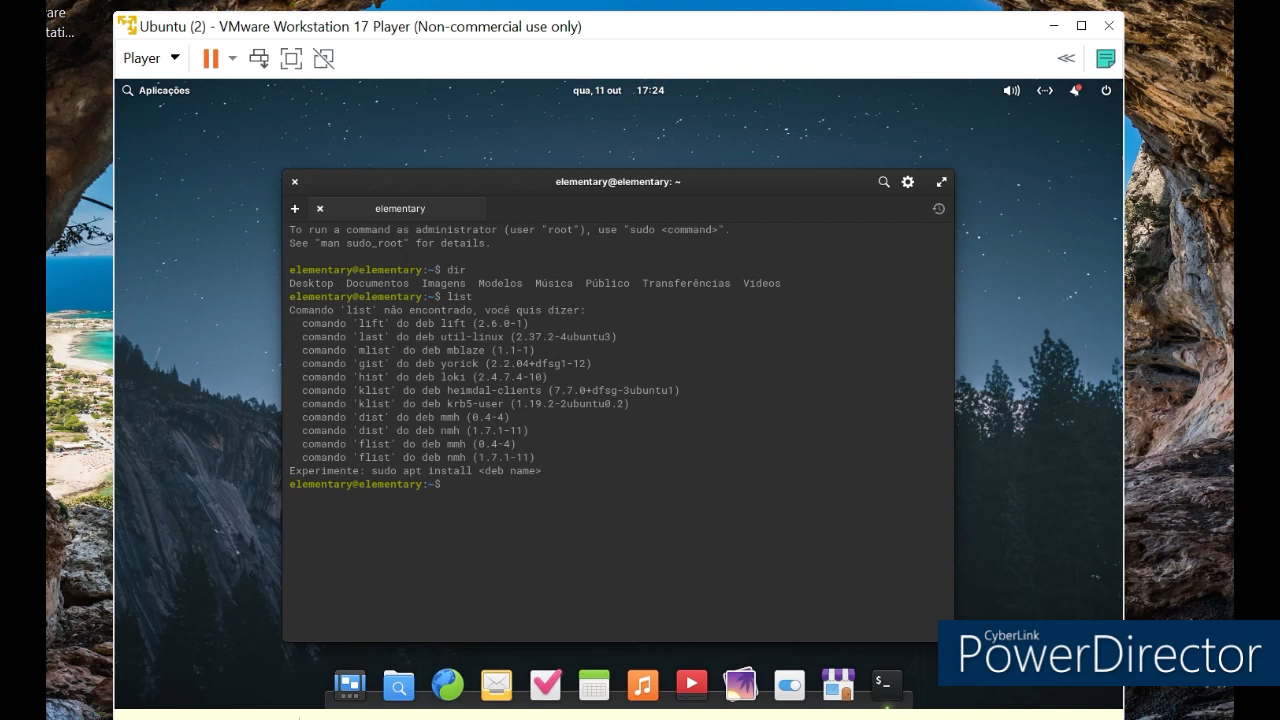 are
tati...
Ubuntu (2) - VMware Workstation 17 Player (Non-commercial use only)
Player
Aplicações
qua, 11 out 17:24
elementary@elementary: ~
elementary
To run a command as administrator (user "root"), use "sudo <command>".
See "man sudo_root" for details.
elementary@elementary:~$ dir
Desktop Documentos Imagens Modelos Música Público Transferências Vídeos
elementary@elementary:~$ list
Comando 'list' não encontrado, você quis dizer:
comando 'lift' do deb lift (2.6.0-1)
comando 'last' do deb util-linux (2.37.2-4ubuntu3)
comando 'mlist' do deb mblaze (1.1-1)
comando 'gist' do deb yorick (2.2.04+dfsg1-12)
comando 'hist' do deb loki (2.4.7.4-10)
comando 'klist' do deb heimdal-clients (7.7.0+dfsg-3ubuntu1)
comando 'klist' do deb krb5-user (1.19.2-2ubuntu0.2)
comando 'dist' do deb mmh (0.4-4)
comando 'dist' do deb nmh (1.7.1-11)
comando 'flist' do deb mmh (0.4-4)
comando 'flist' do deb nmh (1.7.1-11)
Experimente: sudo apt install <deb name>
elementary@elementary:~$
$_
CyberLink
PowerDirector